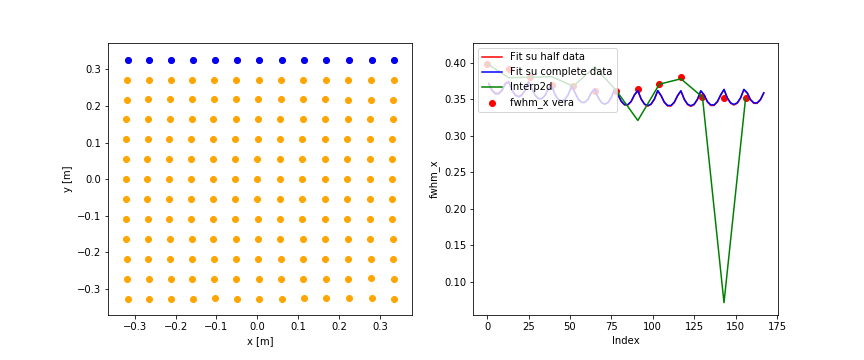 0.3
0.2
0.1
0.0
−0.1
−0.2
−0.3
y [m]
−0.3 −0.2 −0.1 0.0 0.1 0.2 0.3
x [m]
0.40
0.35
0.30
0.25
0.20
0.15
0.10
fwhm_x
Fit su half data
Fit su complete data
Interp2d
fwhm_x vera
0 25 50 75 100 125 150 175
Index